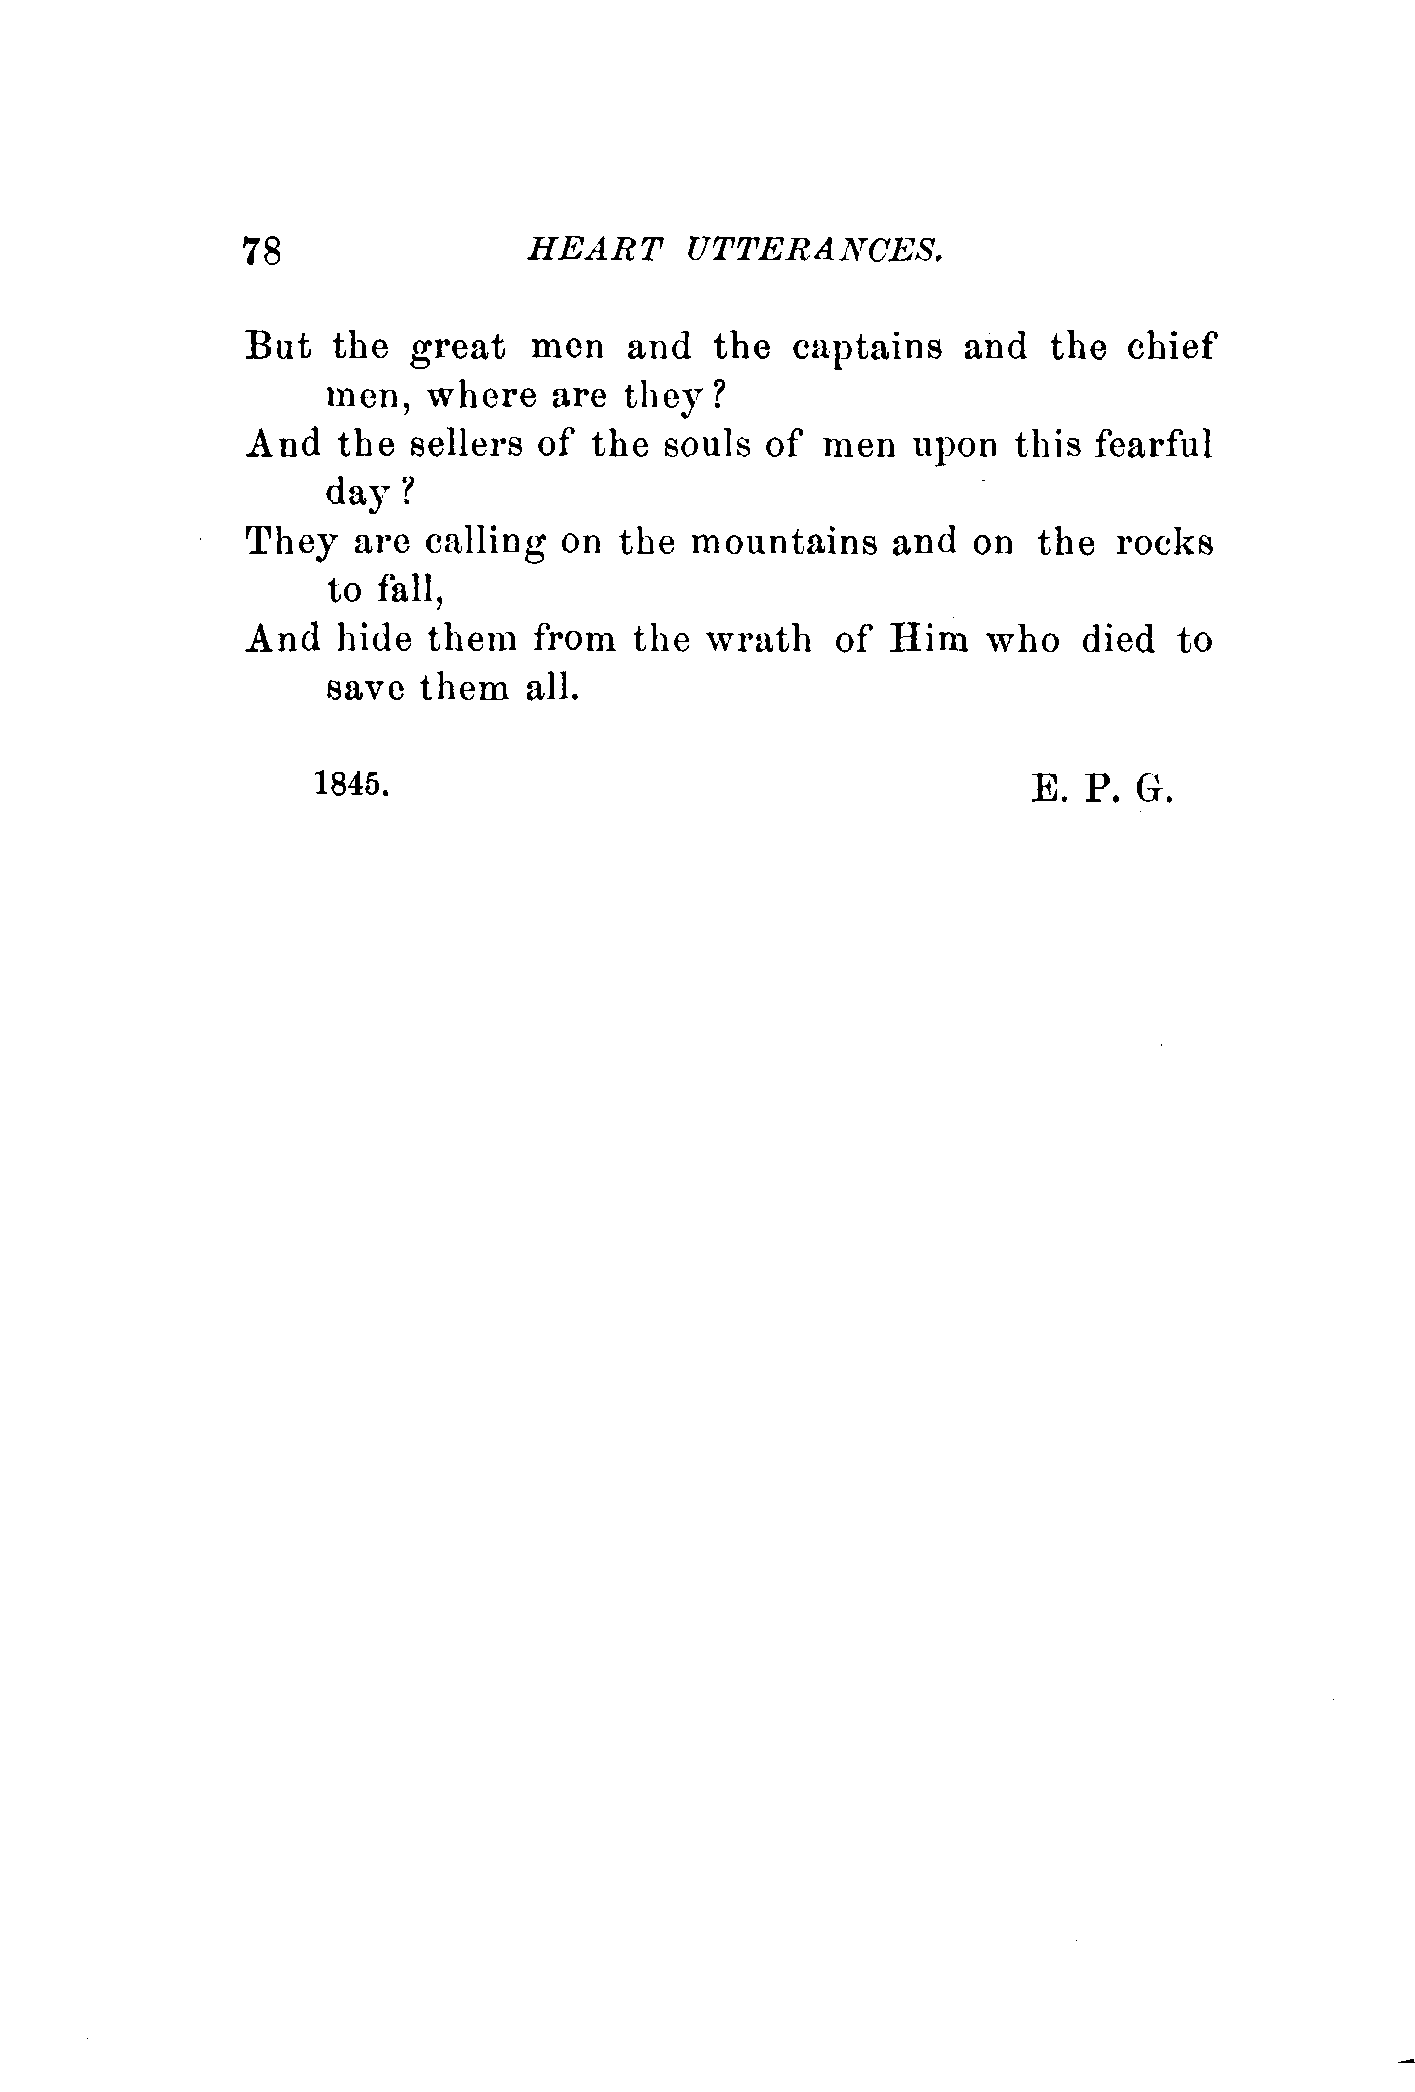 78 HEART UTTERANCES.
But the great men and the captains and the chief
men, where are they?
And the sellers of the souls of men upon this fearful
day?
They are calling on the mountains and on the rocks
to fall,
And hide them from the wrath of Him who died to
save them all.
1845. E. P. G.